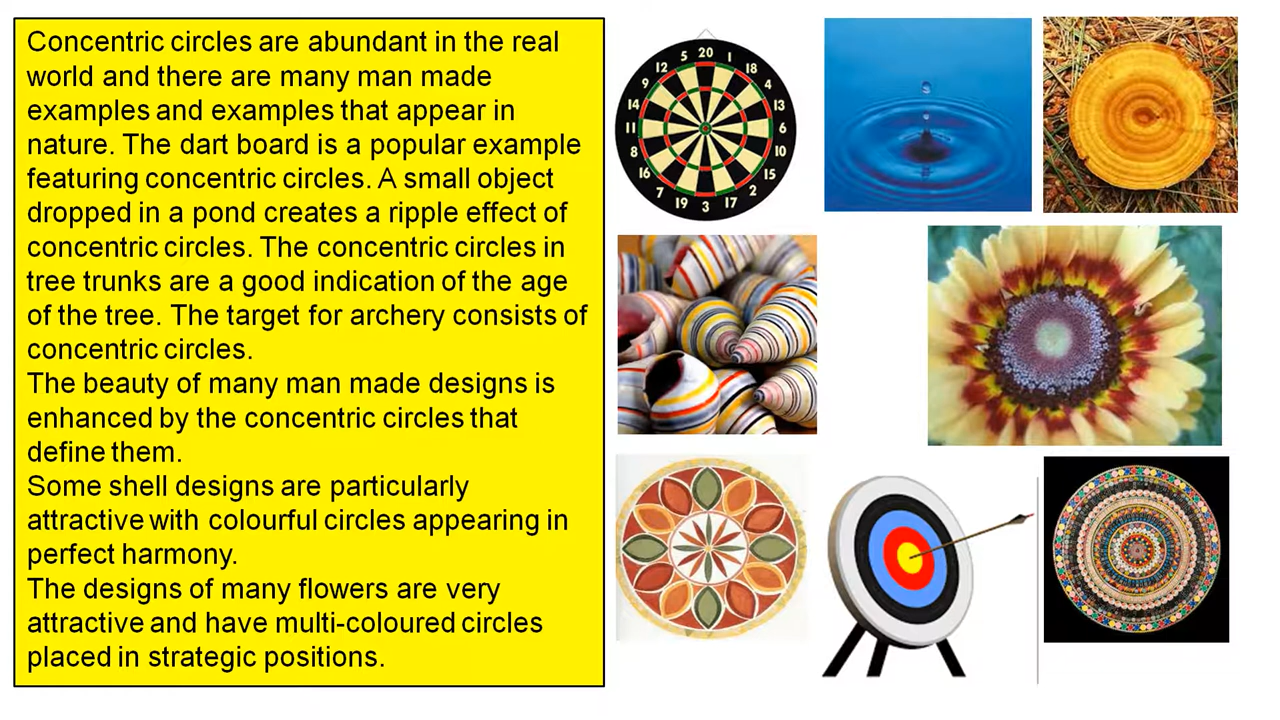 Concentric circles are abundant in the real
world and there are many man made
examples and examples that appear in
nature. The dart board is a popular example
featuring concentric circles. A small object
dropped in a pond creates a ripple effect of
concentric circles. The concentric circles in
tree trunks are a good indication of the age
of the tree. The target for archery consists of
concentric circles.
The beauty of many man made designs is
enhanced by the concentric circles that
define them.
Some shell designs are particularly
attractive with colourful circles appearing in
perfect harmony.
The designs of many flowers are very
attractive and have multi-coloured circles
placed in strategic positions.
20
5 1
12 18
9 4
14 13
11 6
8 10
16 15
7 2
19 17
3